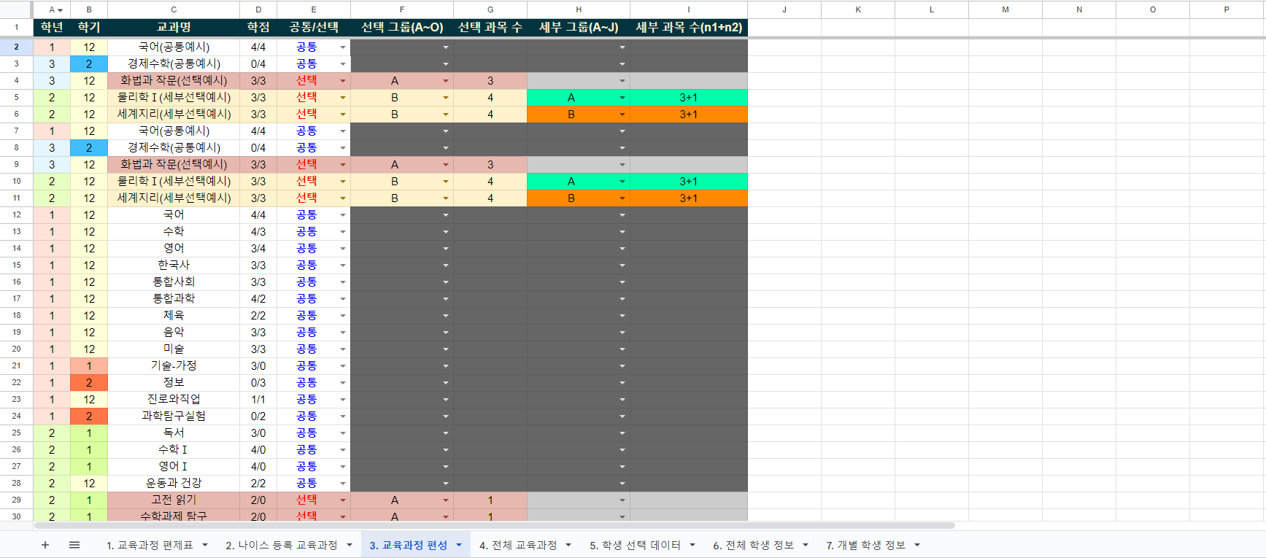 A B C D E F G H I J K L M N O P
1 학년 학기 교과명 학점 공통/선택 선택 그룹(A~O) 선택 과목 수 세부 그룹(A~J) 세부 과목 수(n1+n2)
2 1 12 국어(공통예시) 4/4 공통
3 3 2 경제수학(공통예시) 0/4 공통
4 3 12 화법과 작문(선택예시) 3/3 선택 A 3
5 2 12 물리학 I (세부선택예시) 3/3 선택 B 4 A 3+1
6 2 12 세계지리(세부선택예시) 3/3 선택 B 4 B 3+1
7 1 12 국어(공통예시) 4/4 공통
8 3 2 경제수학(공통예시) 0/4 공통
9 3 12 화법과 작문(선택예시) 3/3 선택 A 3
10 2 12 물리학 I (세부선택예시) 3/3 선택 B 4 A 3+1
11 2 12 세계지리(세부선택예시) 3/3 선택 B 4 B 3+1
12 1 12 국어 4/4 공통
13 1 12 수학 4/3 공통
14 1 12 영어 3/4 공통
15 1 12 한국사 3/3 공통
16 1 12 통합사회 3/3 공통
17 1 12 통합과학 4/2 공통
18 1 12 체육 2/2 공통
19 1 12 음악 3/3 공통
20 1 12 미술 3/3 공통
21 1 1 기술-가정 3/0 공통
22 1 2 정보 0/3 공통
23 1 12 진로와직업 1/1 공통
24 1 2 과학탐구실험 0/2 공통
25 2 1 독서 3/0 공통
26 2 1 수학 I 4/0 공통
27 2 1 영어 I 4/0 공통
28 2 12 운동과 건강 2/2 공통
29 2 1 고전 읽기 2/0 선택 A 1
30 2 1 수학과제 탐구 2/0 선택 A 1
1. 교육과정 편제표 2. 나이스 등록 교육과정 3. 교육과정 편성 4. 전체 교육과정 5. 학생 선택 데이터 6. 전체 학생 정보 7. 개별 학생 정보